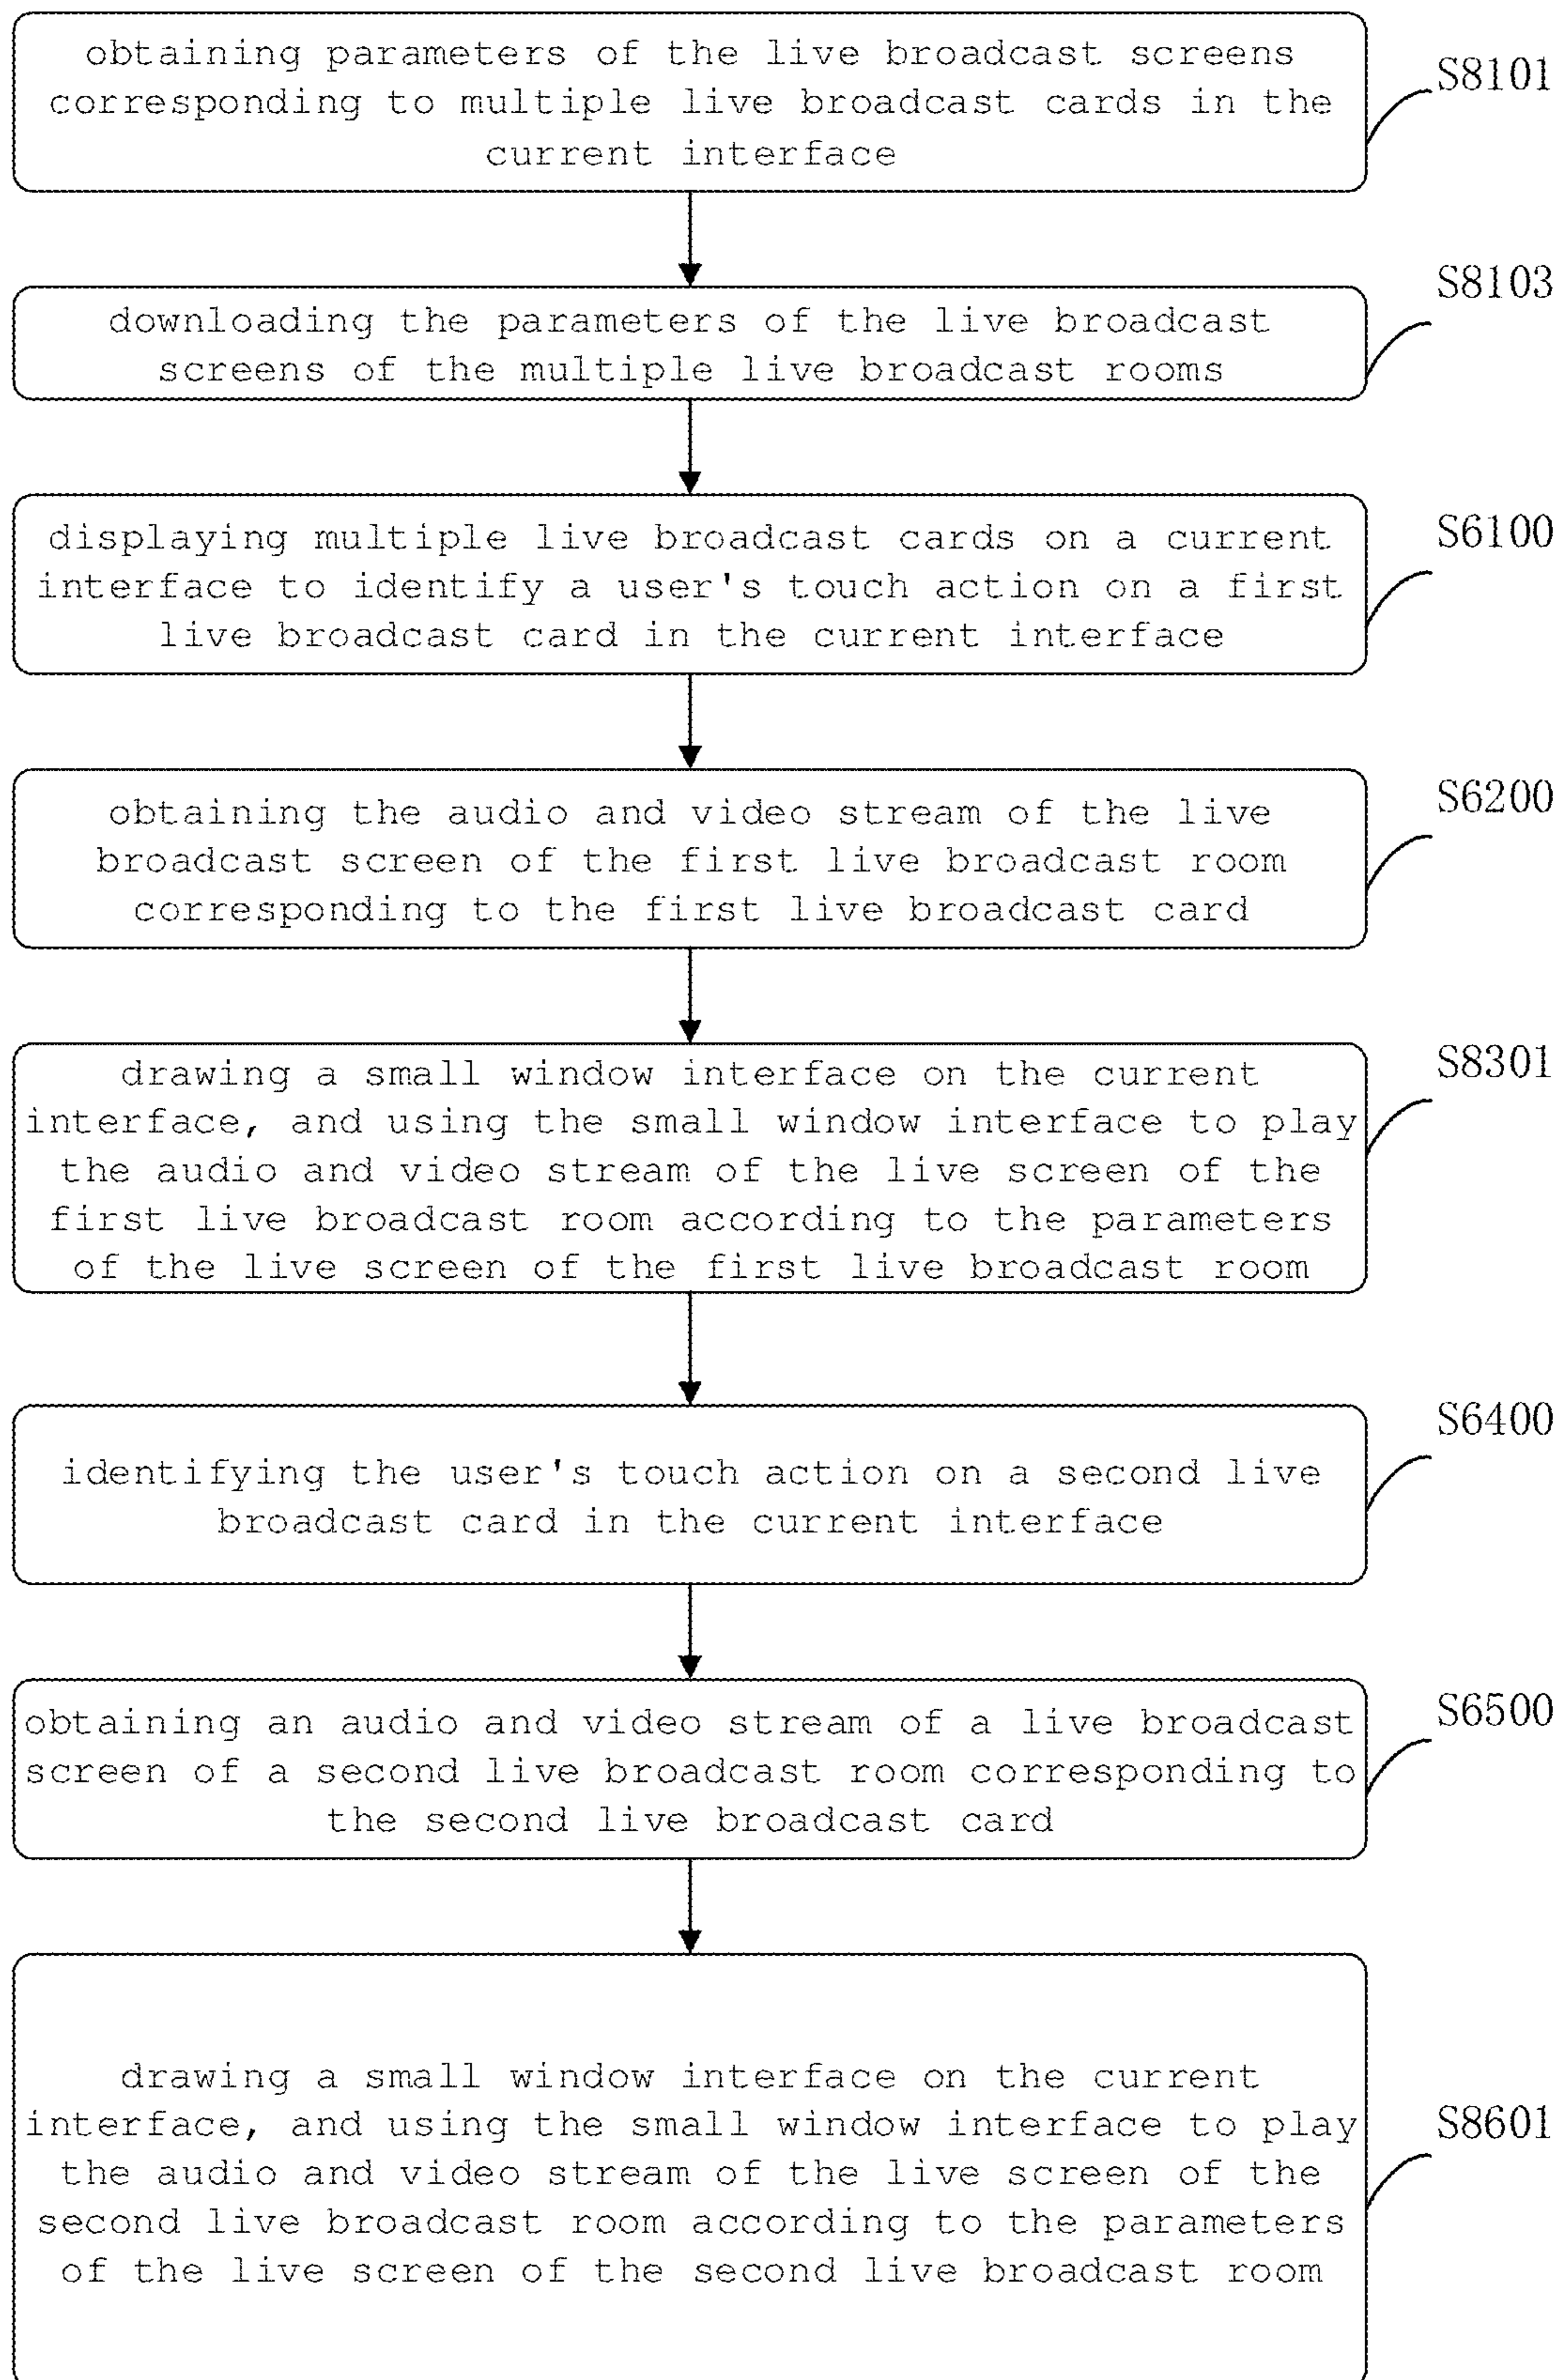 obtaining parameters of the live broadcast screens
corresponding to multiple live broadcast cards in the
current interface
S8101
downloading the parameters of the live broadcast
screens of the multiple live broadcast rooms
S8103
displaying multiple live broadcast cards on a current
interface to identify a user's touch action on a first
live broadcast card in the current interface
S6100
obtaining the audio and video stream of the live
broadcast screen of the first live broadcast room
corresponding to the first live broadcast card
S6200
drawing a small window interface on the current
interface, and using the small window interface to play
the audio and video stream of the live screen of the
first live broadcast room according to the parameters
of the live screen of the first live broadcast room
S8301
identifying the user's touch action on a second live
broadcast card in the current interface
S6400
obtaining an audio and video stream of a live broadcast
screen of a second live broadcast room corresponding to
the second live broadcast card
S6500
drawing a small window interface on the current
interface, and using the small window interface to play
the audio and video stream of the live screen of the
second live broadcast room according to the parameters
of the live screen of the second live broadcast room
S8601